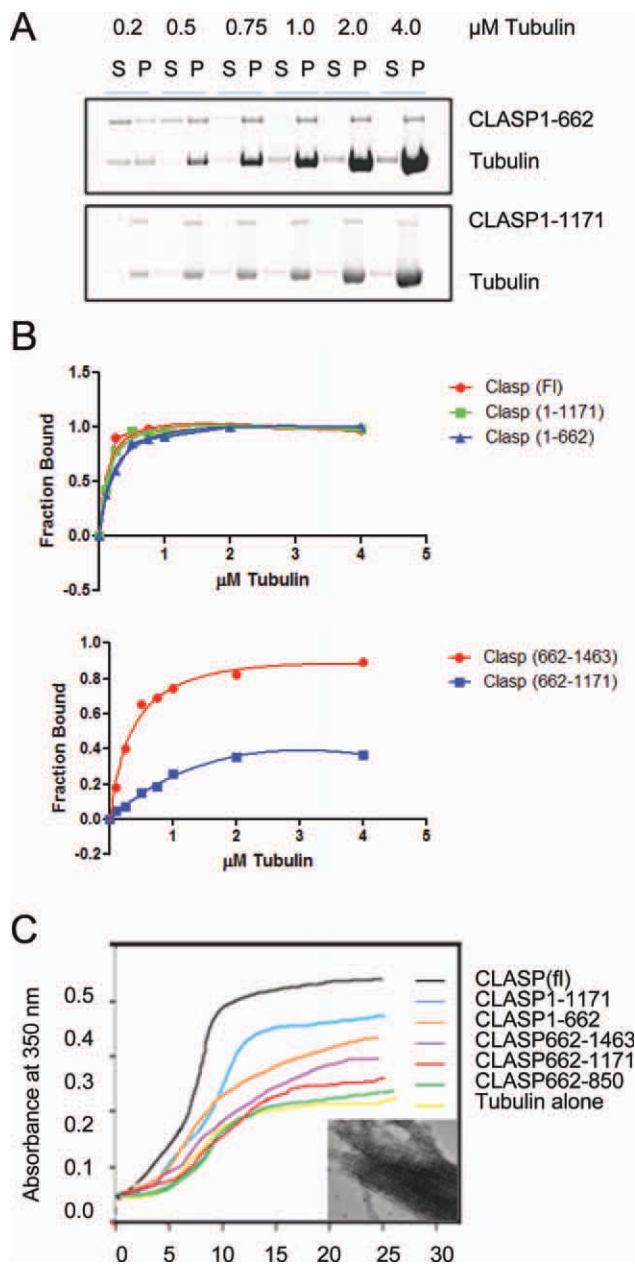 A
0.2 0.5 0.75 1.0 2.0 4.0 µM Tubulin
S P S P S P S P S P S P
CLASP1-662
Tubulin
CLASP1-1171
Tubulin
B
1.5
1.0
0.5
0.0
-0.5
1 2 3 4 5
Fraction Bound
µM Tubulin
Clasp (Fl)
Clasp (1-1171)
Clasp (1-662)
1.0
0.8
0.6
0.4
0.2
0.0
-0.2
1 2 3 4 5
Fraction Bound
µM Tubulin
Clasp (662-1463)
Clasp (662-1171)
C
0.5
0.4
0.3
0.2
0.1
0.0
Absorbance at 350 nm
0 5 10 15 20 25 30
CLASP(fl)
CLASP1-1171
CLASP1-662
CLASP662-1463
CLASP662-1171
CLASP662-850
Tubulin alone